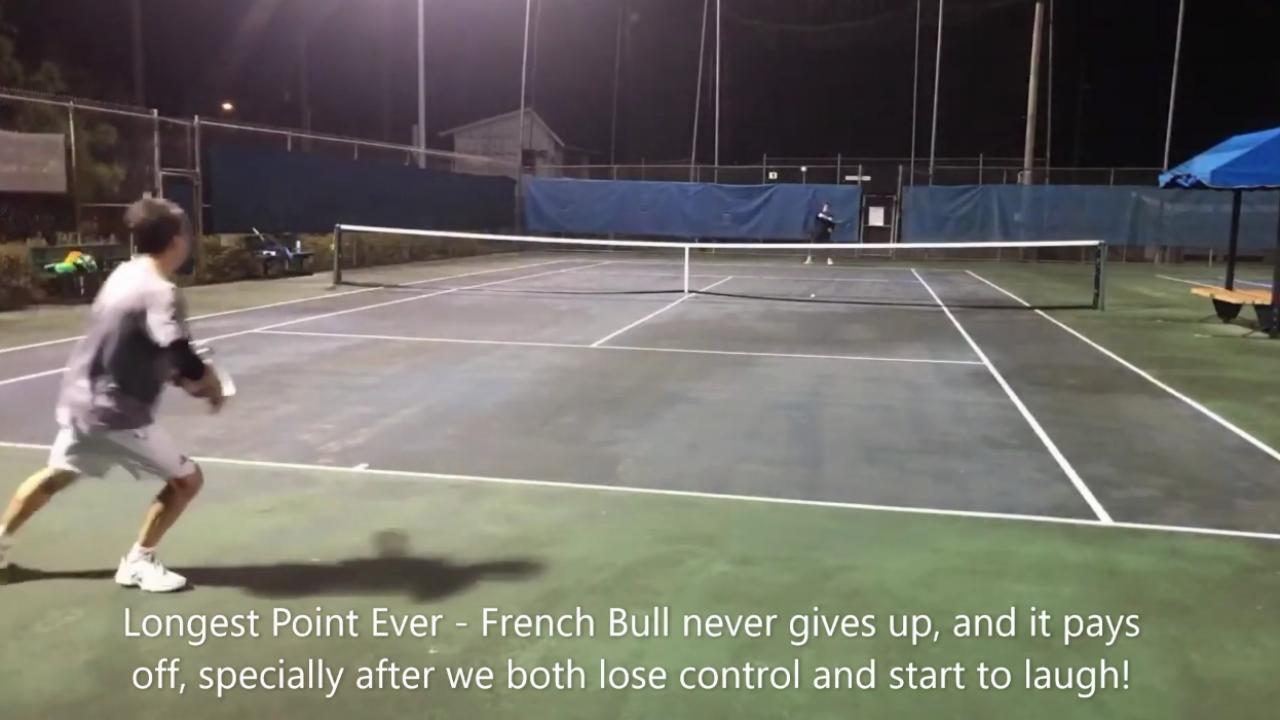 Longest Point Ever - French Bull never gives up, and it pays
off, specially after we both lose control and start to laugh!